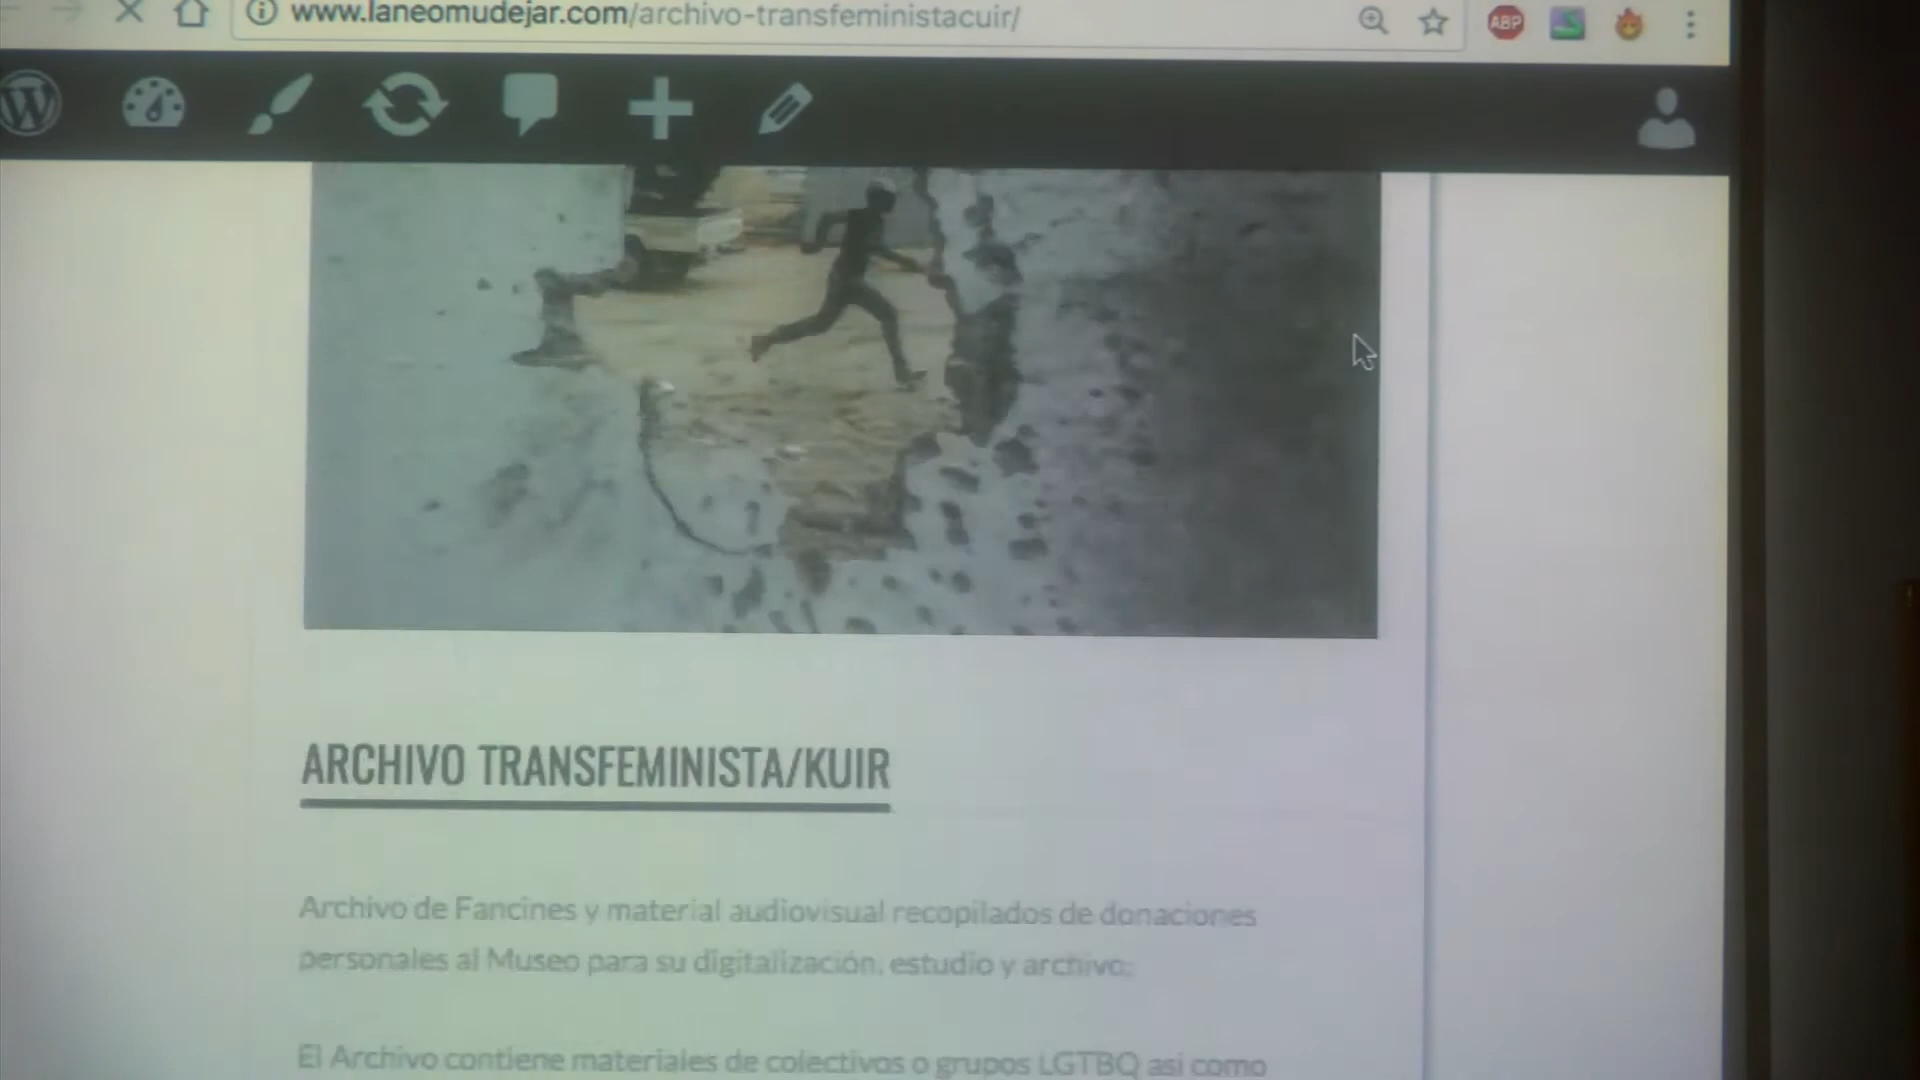 www.laneomudejar.com/archivo-transfeministacuir/
ABP
ARCHIVO TRANSFEMINISTA/KUIR
Archivo de Fancines y material audiovisual recopilados de donaciones
personales al Museo para su digitalización, estudio y archivo:
El Archivo contiene materiales de colectivos o grupos LGTBQ asi como